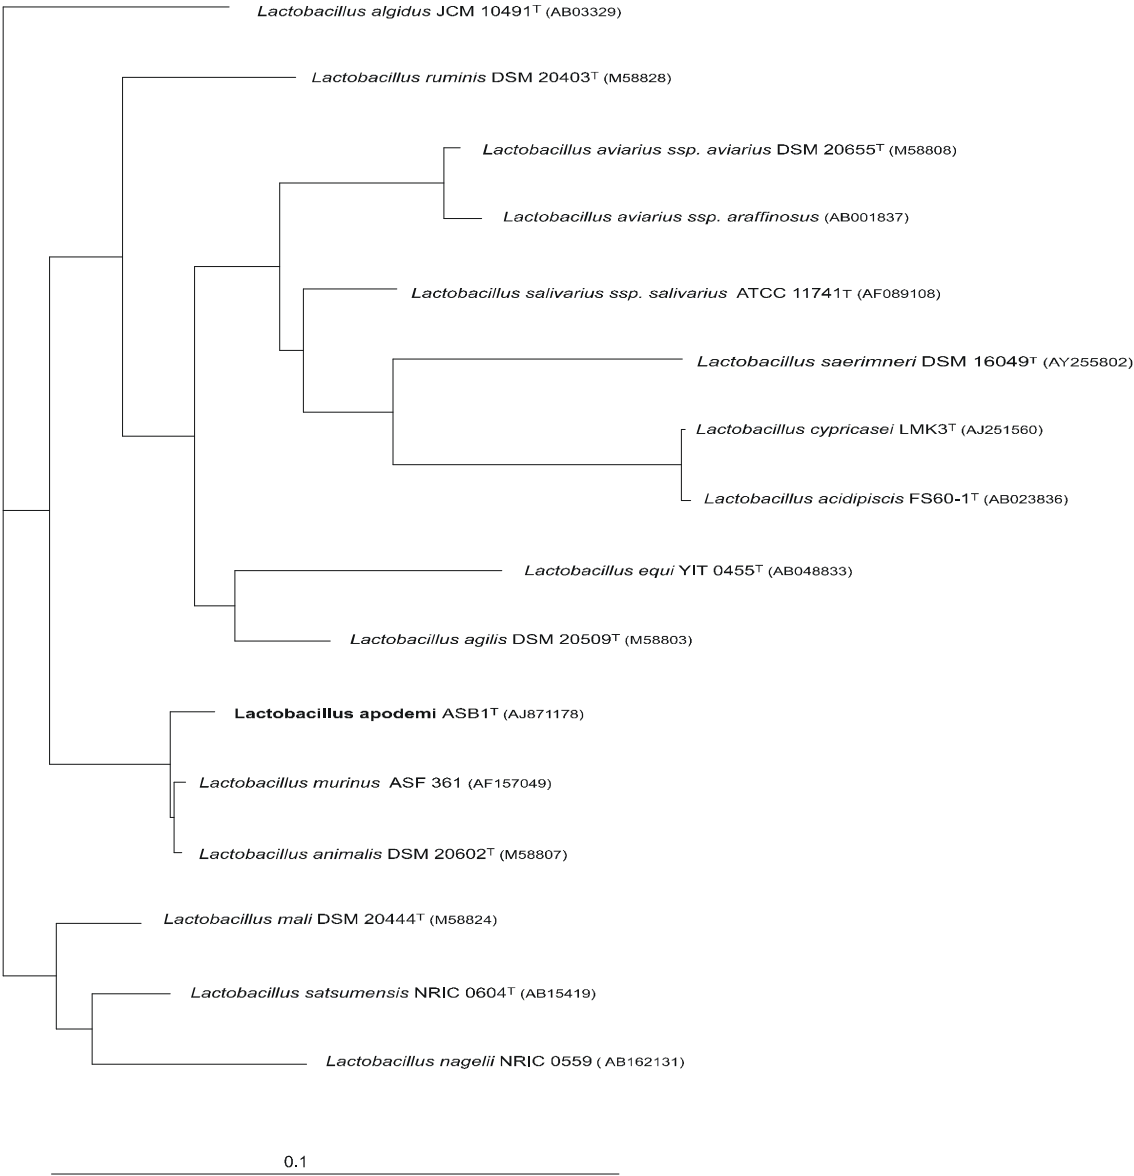 Lactobacillus algidus JCM 10491ᵀ (AB03329)
Lactobacillus ruminis DSM 20403ᵀ (M58828)
Lactobacillus aviarius ssp. aviarius DSM 20655ᵀ (M58808)
Lactobacillus aviarius ssp. araffinosus (AB001837)
Lactobacillus salivarius ssp. salivarius ATCC 11741T (AF089108)
Lactobacillus saerimneri DSM 16049ᵀ (AY255802)
Lactobacillus cypricasei LMK3ᵀ (AJ251560)
Lactobacillus acidipiscis FS60-1ᵀ (AB023836)
Lactobacillus equi YIT 0455ᵀ (AB048833)
Lactobacillus agilis DSM 20509ᵀ (M58803)
Lactobacillus apodemi ASB1ᵀ (AJ871178)
Lactobacillus murinus ASF 361 (AF157049)
Lactobacillus animalis DSM 20602ᵀ (M58807)
Lactobacillus mali DSM 20444ᵀ (M58824)
Lactobacillus satsumensis NRIC 0604ᵀ (AB15419)
Lactobacillus nagelii NRIC 0559 ( AB162131)
0.1